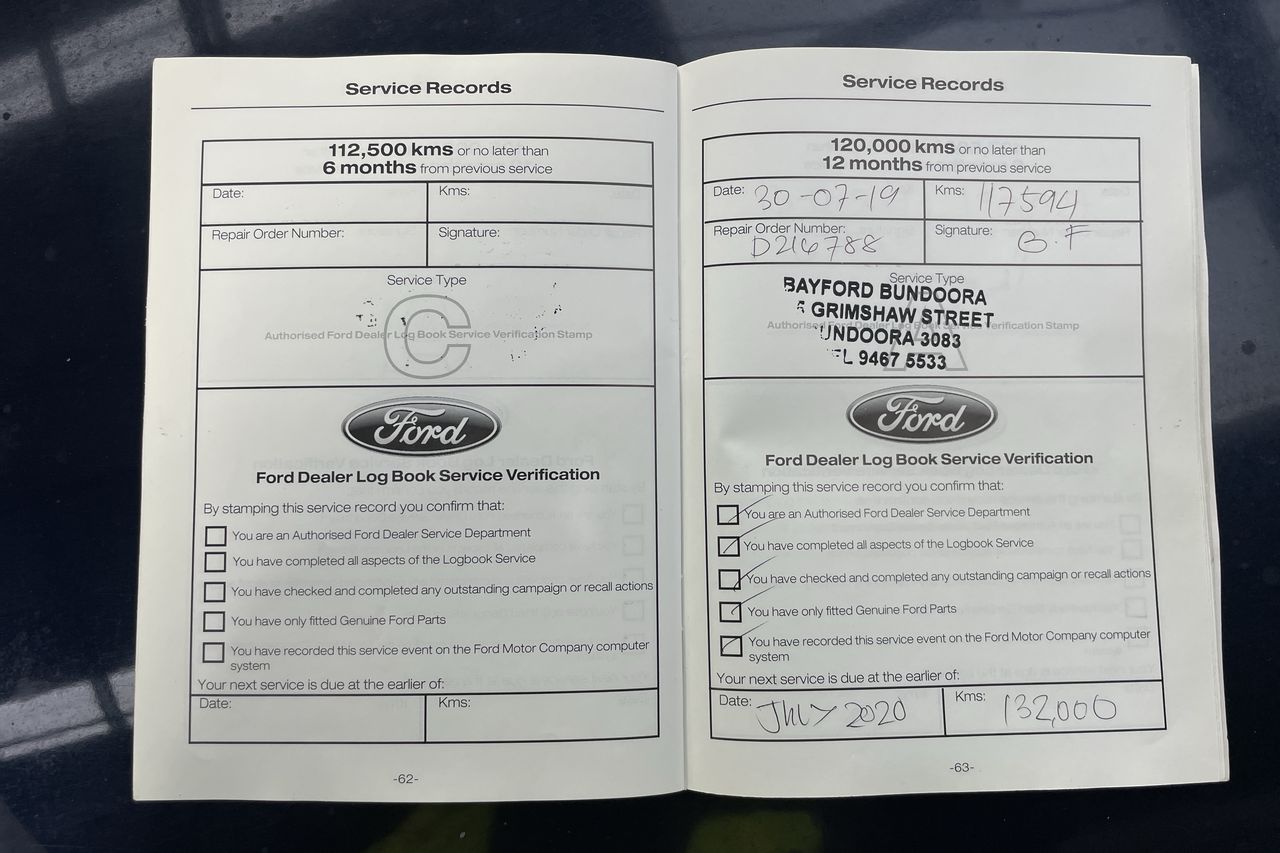 Service Records
112,500 kms or no later than
6 months from previous service
Date:
Kms:
Repair Order Number:
Signature:
Service Type
C
Authorised Ford Dealer Log Book Service Verification Stamp
Ford
Ford Dealer Log Book Service Verification
By stamping this service record you confirm that:
You are an Authorised Ford Dealer Service Department
You have completed all aspects of the Logbook Service
You have checked and completed any outstanding campaign or recall actions
You have only fitted Genuine Ford Parts
You have recorded this service event on the Ford Motor Company computer
system
Your next service is due at the earlier of:
Date:
Kms:
-62-
Service Records
120,000 kms or no later than
12 months from previous service
Date: 30-07-19
Kms: 117594
Repair Order Number:
D216788
Signature: G.F
Service Type
A
Authorised Ford Dealer Log Book Service Verification Stamp
BAYFORD BUNDOORA
GRIMSHAW STREET
UNDOORA 3083
EL 9467 5533
Ford
Ford Dealer Log Book Service Verification
By stamping this service record you confirm that:
You are an Authorised Ford Dealer Service Department
You have completed all aspects of the Logbook Service
You have checked and completed any outstanding campaign or recall actions
You have only fitted Genuine Ford Parts
You have recorded this service event on the Ford Motor Company computer
system
Your next service is due at the earlier of:
Date: JULY 2020
Kms: 132,000
-63-